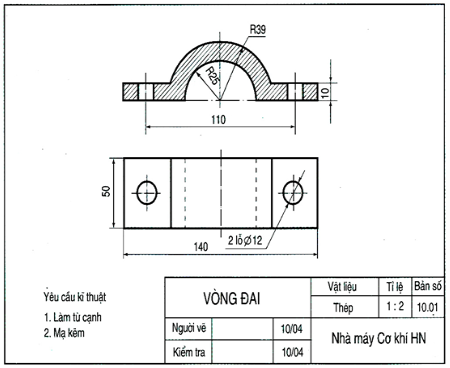 R39
R25
10
110
50
2 lỗ Ø12
140
Yêu cầu kĩ thuật
1. Làm tù cạnh
2. Mạ kẽm
VÒNG ĐAI
Vật liệu Tỉ lệ Bản số
Thép 1 : 2 10.01
Người vẽ 10/04
Kiểm tra 10/04
Nhà máy Cơ khí HN